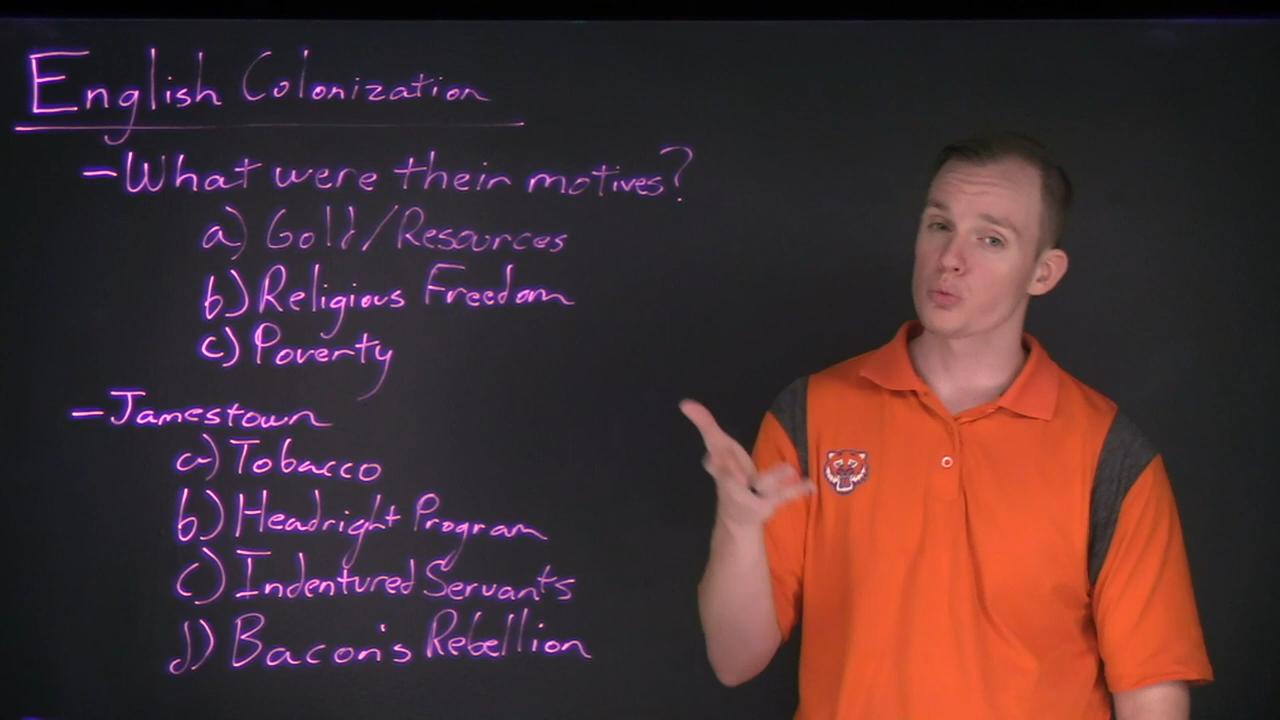 English Colonization
- What were their motives?
a) Gold/Resources
b) Religious Freedom
c) Poverty
- Jamestown
a) Tobacco
b) Headright Program
c) Indentured Servants
d) Bacon's Rebellion